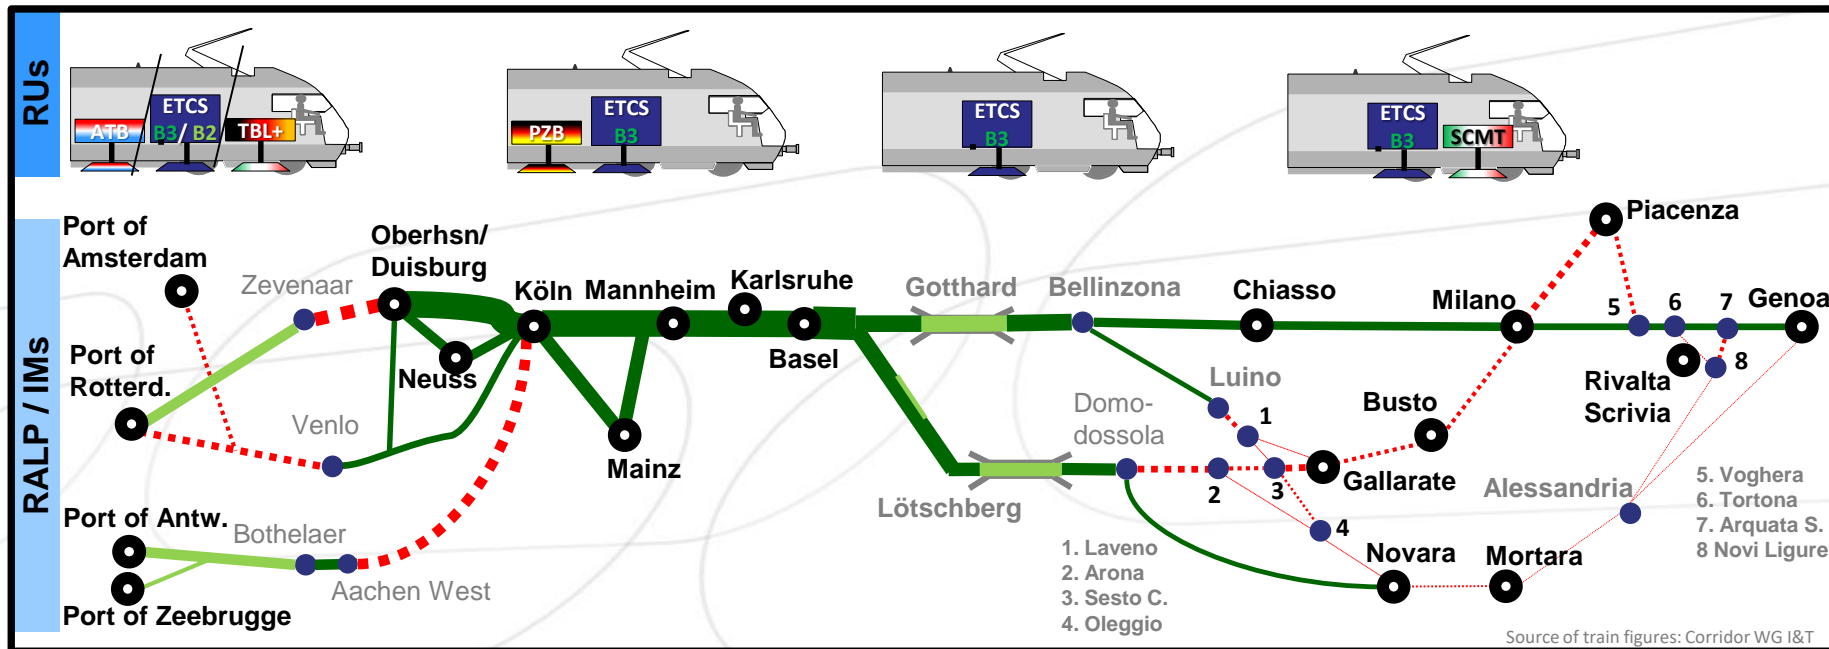 RUs
ATB
ETCS
B3/ B2
TBL+
PZB
ETCS
B3
ETCS
B3
ETCS
B3
SCMT
RALP / IMs
Port of
Amsterdam
Zevenaar
Oberhsn/
Duisburg
Köln
Mannheim
Karlsruhe
Basel
Gotthard
Bellinzona
Chiasso
Milano
Piacenza
5
6
7
Genoa
8
Rivalta
Scrivia
Port of
Rotterd.
Neuss
Venlo
Mainz
Luino
1
Domo-
dossola
Busto
Gallarate
2
3
4
Lötschberg
Alessandria
Novara
Mortara
Port of Antw.
Bothelaer
Aachen West
Port of Zeebrugge
1. Laveno
2. Arona
3. Sesto C.
4. Oleggio
5. Voghera
6. Tortona
7. Arquata S.
8 Novi Ligure
Source of train figures: Corridor WG I&T